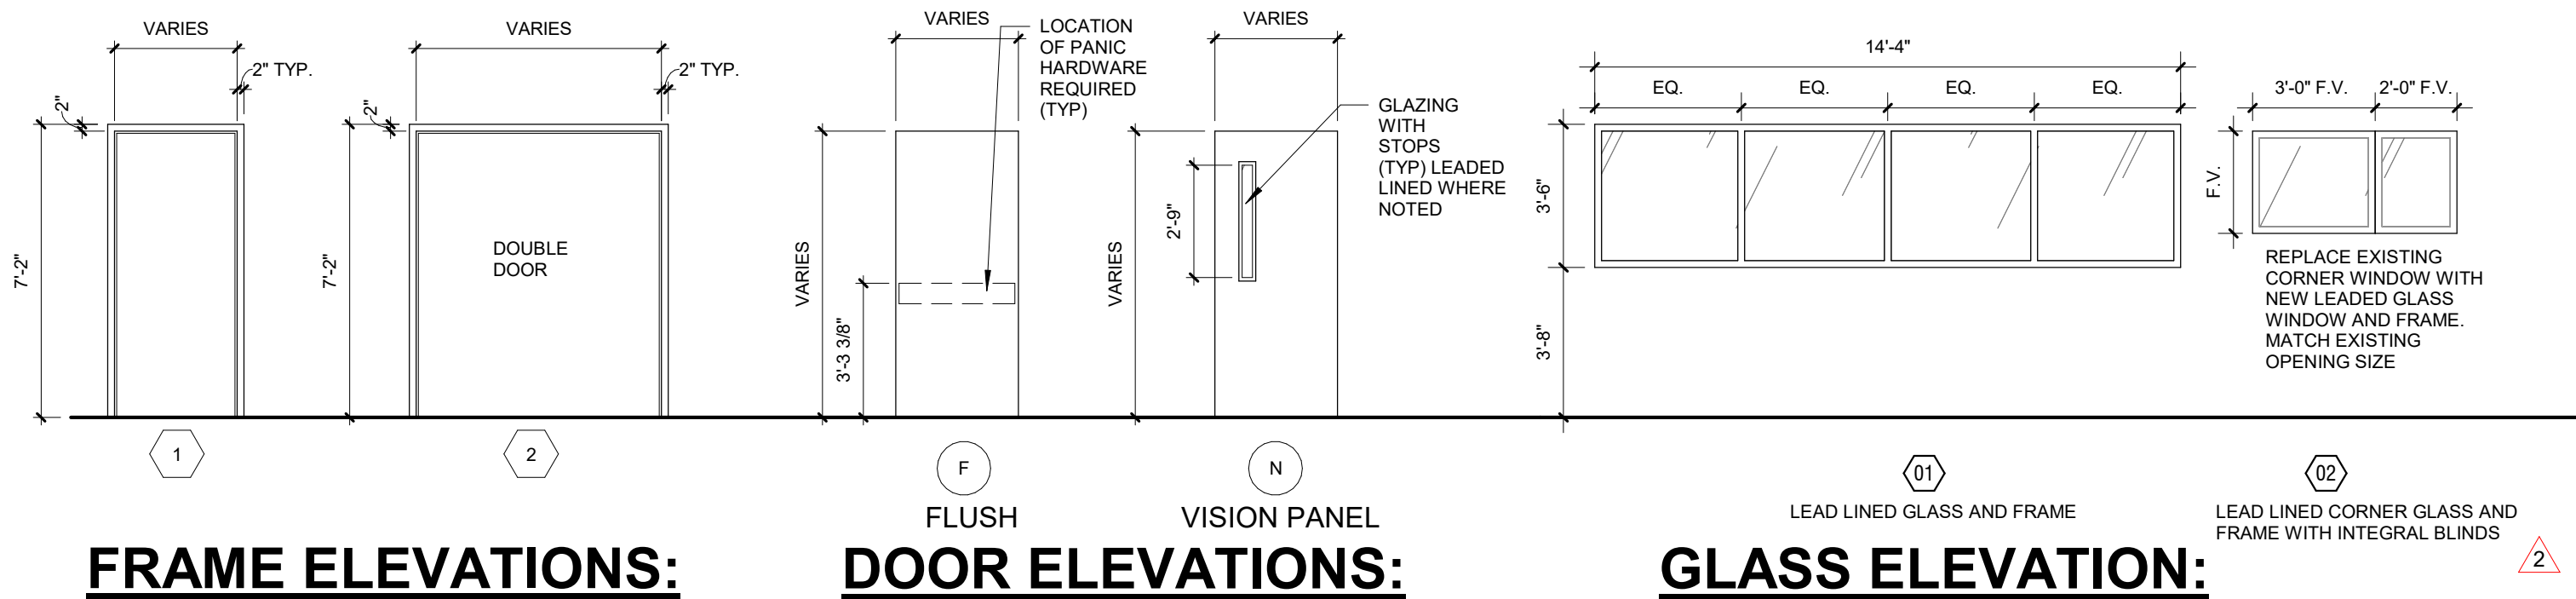 VARIES
2" TYP.
2"
7'-2"
1
VARIES
2" TYP.
2"
7'-2"
DOUBLE
DOOR
2
FRAME ELEVATIONS:
VARIES
LOCATION
OF PANIC
HARDWARE
REQUIRED
(TYP)
VARIES
3'-3 3/8"
F
FLUSH
VARIES
GLAZING
WITH
STOPS
(TYP) LEADED
LINED WHERE
NOTED
2'-9"
VARIES
N
VISION PANEL
DOOR ELEVATIONS:
14'-4"
EQ.
EQ.
EQ.
EQ.
3'-6"
3'-8"
01
LEAD LINED GLASS AND FRAME
3'-0" F.V.
2'-0" F.V.
F.V.
REPLACE EXISTING
CORNER WINDOW WITH
NEW LEADED GLASS
WINDOW AND FRAME.
MATCH EXISTING
OPENING SIZE
02
LEAD LINED CORNER GLASS AND
FRAME WITH INTEGRAL BLINDS
2
GLASS ELEVATION: